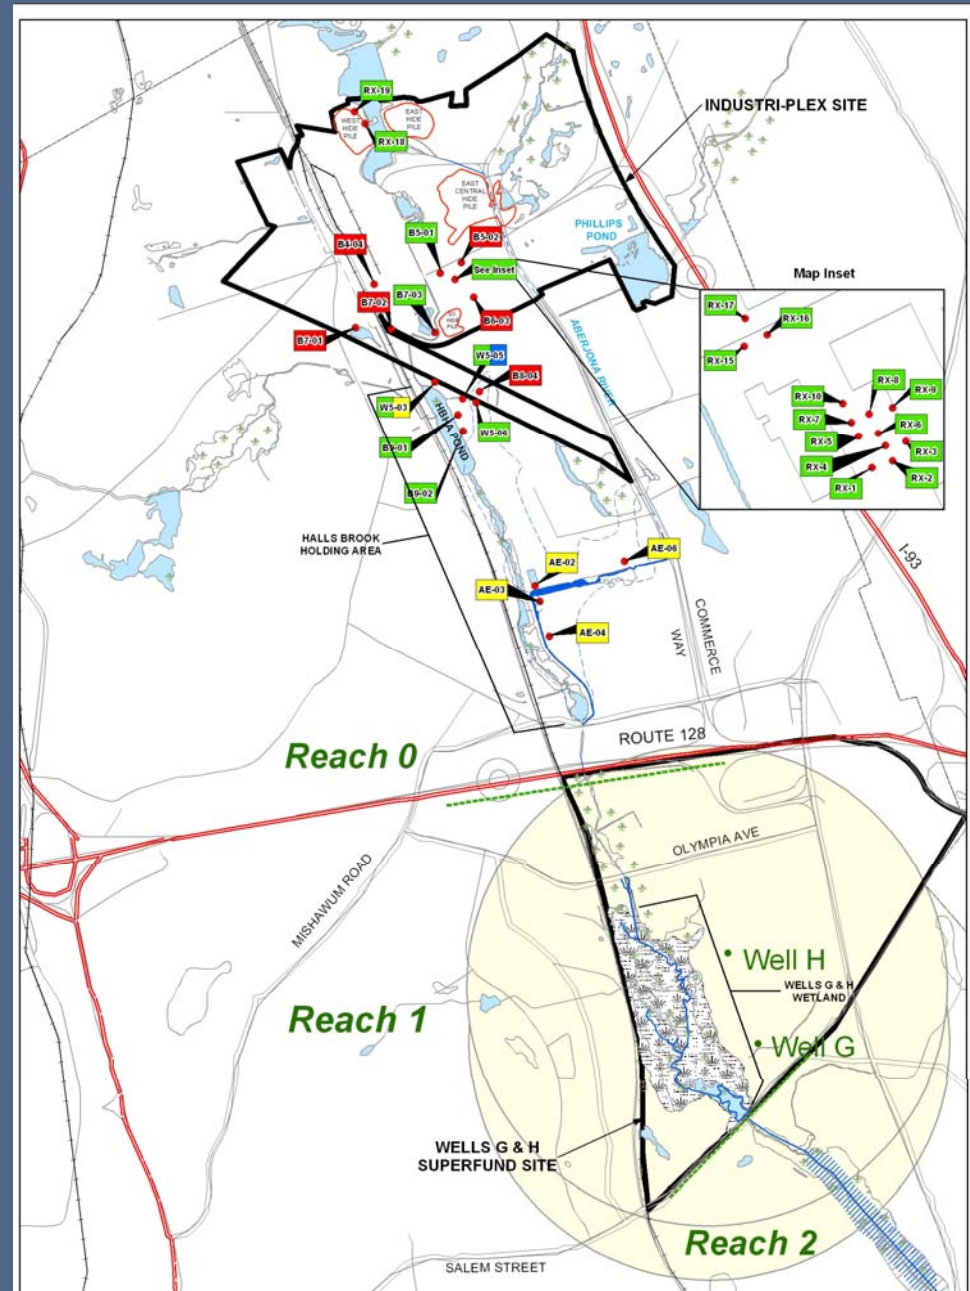 RX-19
WEST
HIDE
PILE
EAST
HIDE
PILE
RX-18
INDUSTRI-PLEX SITE
EAST
CENTRAL
HIDE
PILE
PHILLIPS
POND
B5-01
B5-02
B4-04
See Inset
Map Inset
B7-02
B7-03
SO
HIDE
PILE
B6-03
B7-01
ABERJONA RIVER
W5-05
B8-04
W5-03
HBHA POND
W5-06
B9-01
B9-02
RX-17
RX-16
RX-15
RX-8
RX-9
RX-10
RX-7
RX-6
RX-5
RX-3
RX-4
RX-1
RX-2
HALLS BROOK
HOLDING AREA
AE-06
AE-02
AE-03
AE-04
I-93
COMMERCE
WAY
Reach 0
ROUTE 128
OLYMPIA AVE
MISHAWUM ROAD
Well H
WELLS G & H
WETLAND
Reach 1
Well G
WELLS G & H
SUPERFUND SITE
Reach 2
SALEM STREET